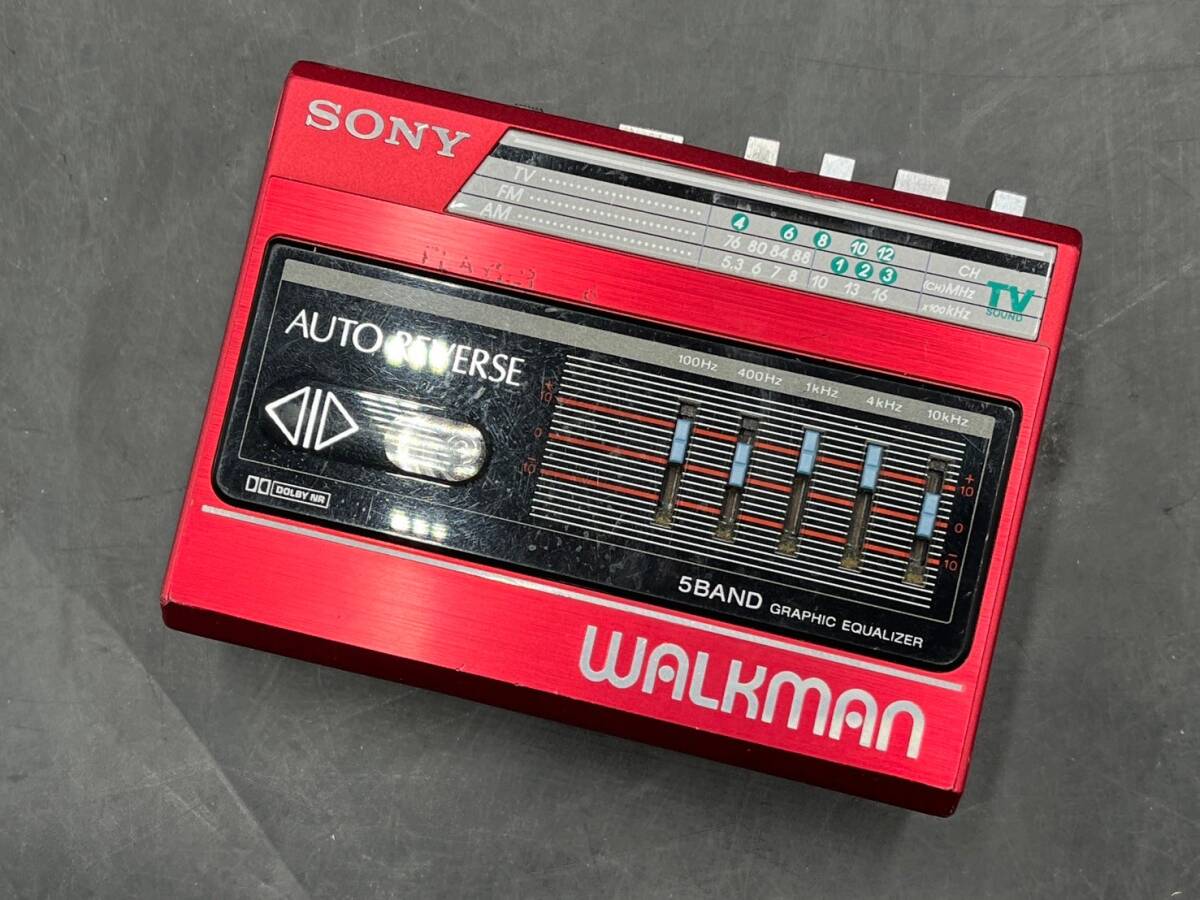 SONY
TV
FM
AM
4 6 8 10 12 CH
76 80 84 88 1 2 3 (CH)MHz
5.3 6 7 8 10 13 16 x100kHz
TV
SOUND
AUTO REVERSE
100Hz 400Hz 1kHz 4kHz 10kHz
+
10
0
10
−
+
10
0
−
10
DOLBY NR
5BAND GRAPHIC EQUALIZER
WALKMAN